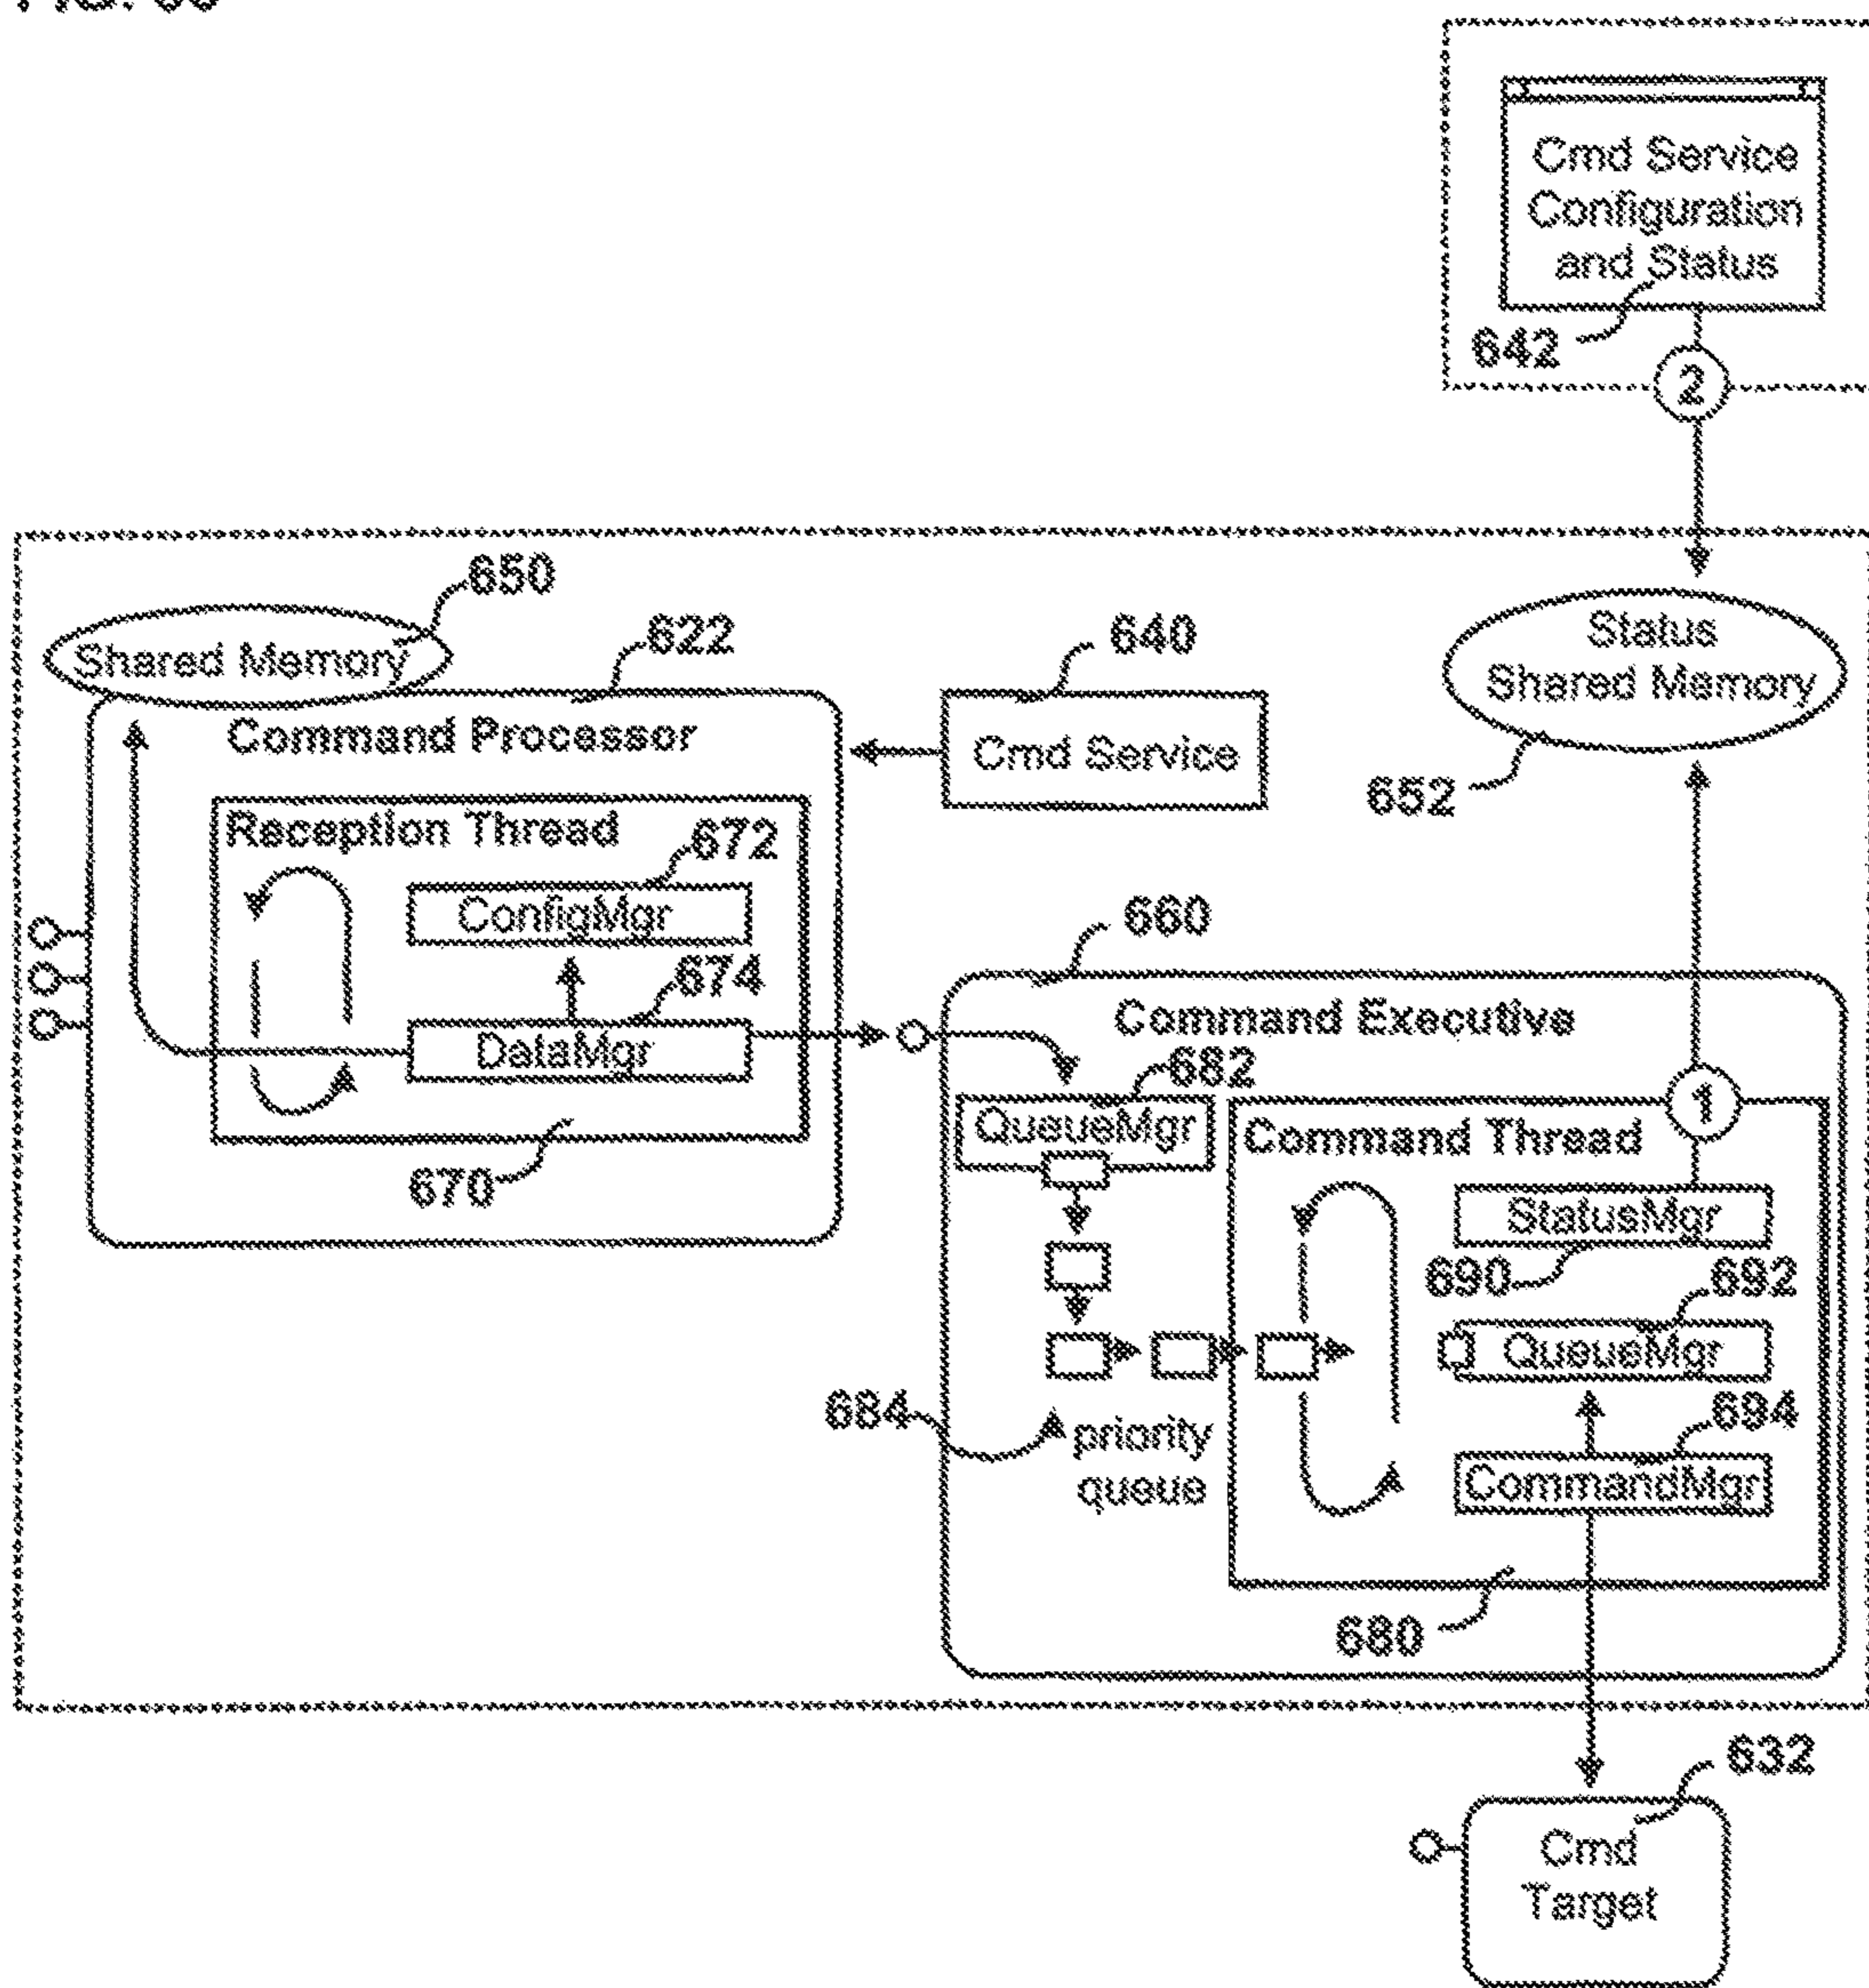 Cmd Service
Configuration
and Status
642
2
650
Shared Memory
622
640
Status
Shared Memory
Command Processor
Cmd Service
652
Reception Thread
672
ConfigMgr
660
674
Command Executive
DataMgr
682
1
QueueMgr
Command Thread
670
StatusMgr
690
692
QueueMgr
684
priority
queue
694
CommandMgr
680
632
Cmd
Target